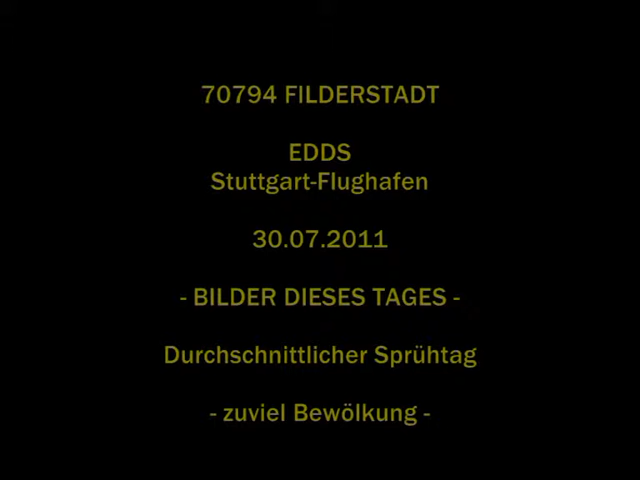 70794 FILDERSTADT
EDDS
Stuttgart-Flughafen
30.07.2011
- BILDER DIESES TAGES -
Durchschnittlicher Sprühtag
- zuviel Bewölkung -